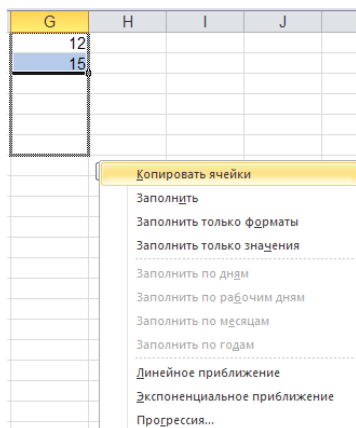 G H I J
12
15
Копировать ячейки
Заполнить
Заполнить только форматы
Заполнить только значения
Заполнить по дням
Заполнить по рабочим дням
Заполнить по месяцам
Заполнить по годам
Линейное приближение
Экспоненциальное приближение
Прогрессия...